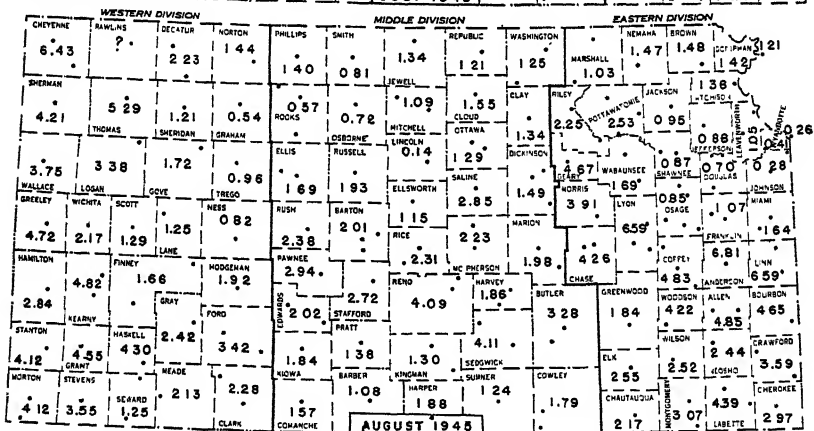 WESTERN DIVISION MIDDLE DIVISION EASTERN DIVISION
CHEYENNE RAWLINS DECATUR NORTON PHILLIPS SMITH REPUBLIC WASHINGTON NEMAHA BROWN
6.43 ? 2.23 1.44 1.40 0.81 1.34 1.21 1.25 1.03 1.47 1.48 1.42 1.21
JEWELL MARSHALL
SHERMAN 1.36
4.21 5.29 1.21 0.54 0.57 0.72 1.09 1.55 CLAY RILEY POTTAWATOMIE JACKSON
THOMAS SHERIDAN GRAHAM ROOKS OSBORNE MITCHELL CLOUD 1.34 2.25 2.53 0.95 0.88 JEFFERSON LEAVENWORTH 1.05 WYANDOTTE 0.26
ELLIS RUSSELL LINCOLN OTTAWA DICKINSON
3.75 3.38 1.72 0.96 1.69 1.93 0.14 1.29 1.49 4.67 1.69 0.87 0.70 0.28
WALLACE LOGAN GOVE TREGO ELLSWORTH SALINE GEARY WABAUNSEE SHAWNEE DOUGLAS JOHNSON
1.15 2.85 MORRIS 3.91 LYON 0.85 OSAGE 1.07 FRANKLIN MIAMI 1.64
GREELEY WICHITA SCOTT NESS RUSH BARTON
4.72 2.17 1.29 1.25 LANE 0.82 2.38 2.01 RICE 2.31 2.23 MC PHERSON MARION 1.98 4.26 CHASE 6.59 COFFEY 4.83 6.81 ANDERSON LINN 6.59
HAMILTON FINNEY HODGEMAN PAWNEE
2.84 4.82 KEARNY 1.66 1.92 2.94 2.72 STAFFORD RENO 4.09 HARVEY 1.86 BUTLER 3.28 GREENWOOD 1.84 WOODSON 4.22 ALLEN 4.85 BOURBON 4.65
GRAY 2.42 FORD 3.42 EDWARDS 2.02 PRATT 1.38 4.11 SEDGWICK
STANTON 4.12 4.55 GRANT HASKELL 4.30 1.84 KIOWA 1.30 KINGMAN ELK 2.55 WILSON 2.52 2.44 NEOSHO CRAWFORD 3.59
MORTON 4.12 STEVENS 3.55 SEWARD 1.25 MEADE 2.13 2.28 CLARK 1.57 COMANCHE BARBER 1.08 HARPER 1.88 SUMNER 1.24 COWLEY 1.79 CHAUTAUQUA 2.17 MONTGOMERY 3.07 4.39 LABETTE CHEROKEE 2.97
AUGUST 1945